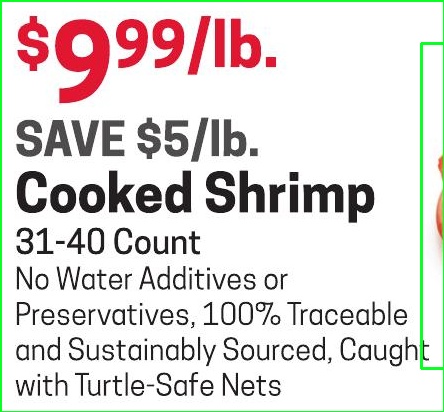 $9.99/lb.
SAVE $5/lb.
Cooked Shrimp
31-40 Count
No Water Additives or
Preservatives, 100% Traceable
and Sustainably Sourced, Caught
with Turtle-Safe Nets